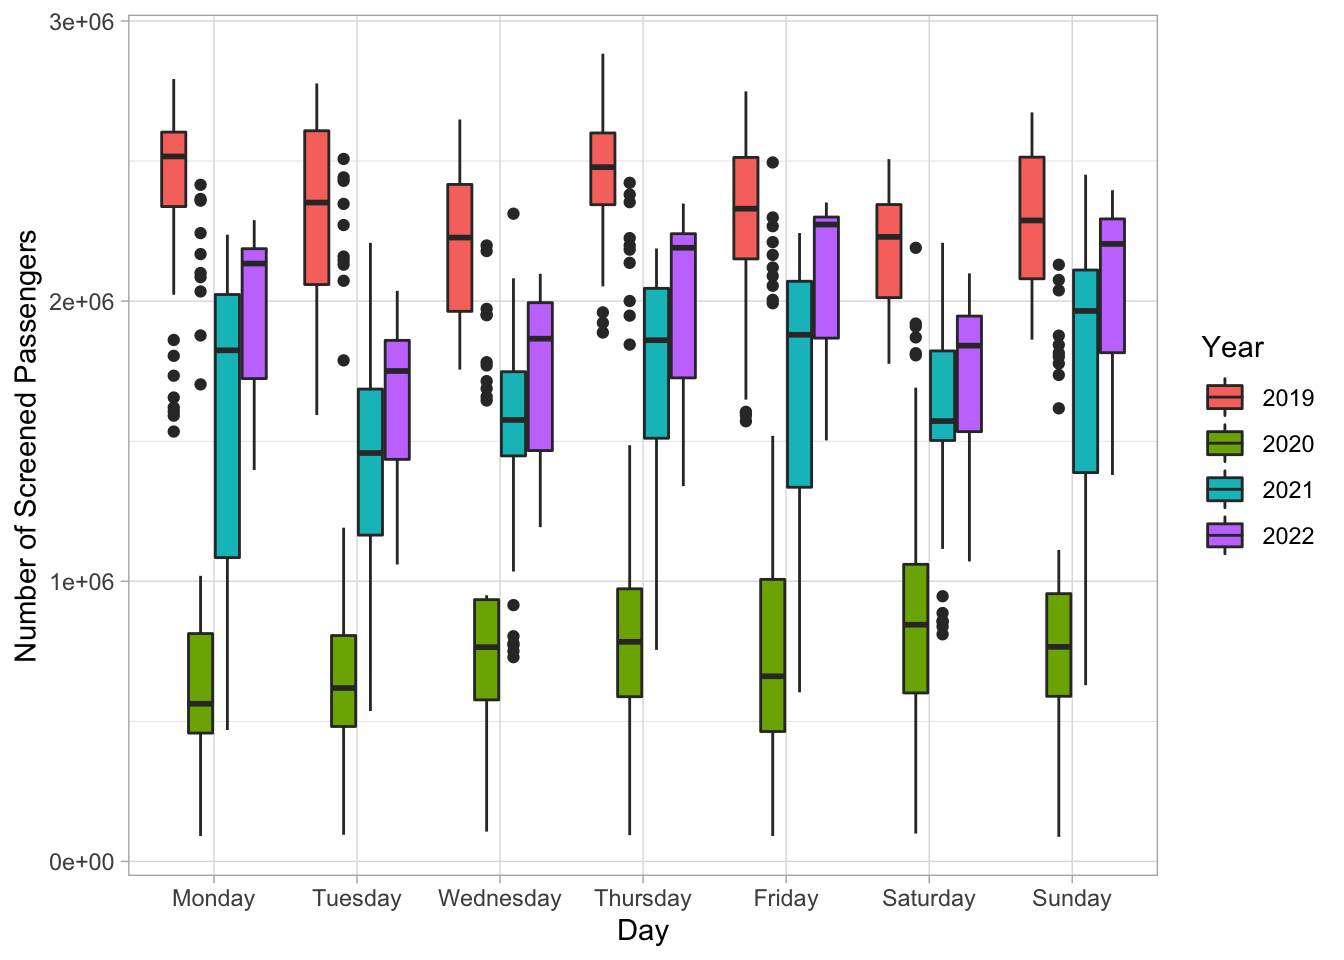 Number of Screened Passengers
3e+06
2e+06
1e+06
0e+00
Monday Tuesday Wednesday Thursday Friday Saturday Sunday
Day
Year
2019
2020
2021
2022